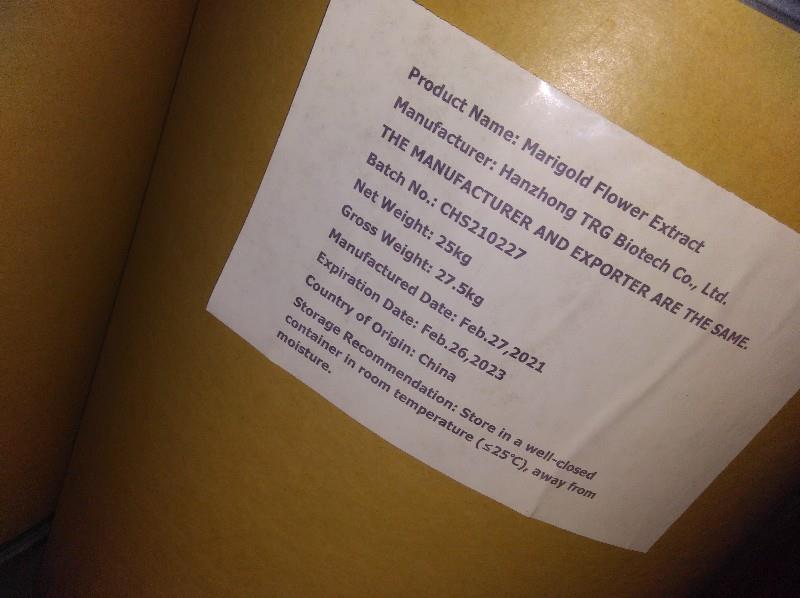 Product Name: Marigold Flower Extract
Manufacturer: Hanzhong TRG Biotech Co., Ltd.
THE MANUFACTURER AND EXPORTER ARE THE SAME.
Batch No.: CHS210227
Net Weight: 25kg
Gross Weight: 27.5kg
Manufactured Date: Feb.27,2021
Expiration Date: Feb.26,2023
Country of Origin: China
Storage Recommendation: Store in a well-closed
container in room temperature (≤25℃), away from
moisture.